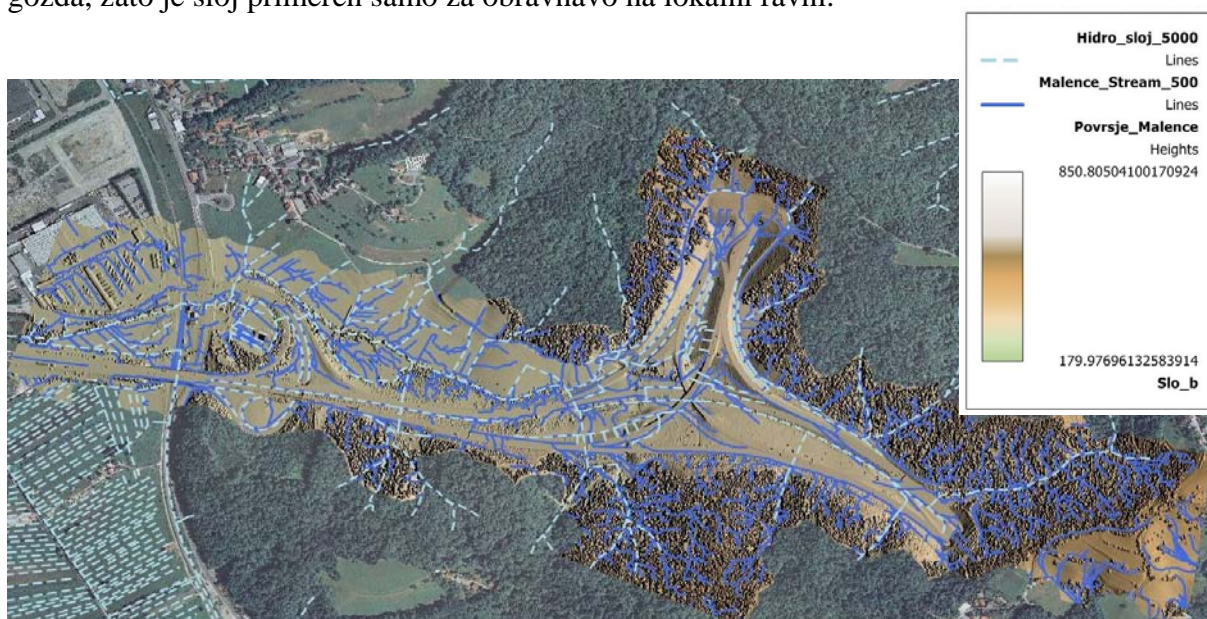 gozda, zato je sloj primeren samo za obravnavo na lokalni ravni.
Hidro_sloj_5000
Lines
Malence_Stream_500
Lines
Povrsje_Malence
Heights
850.80504100170924
179.97696132583914
Slo_b